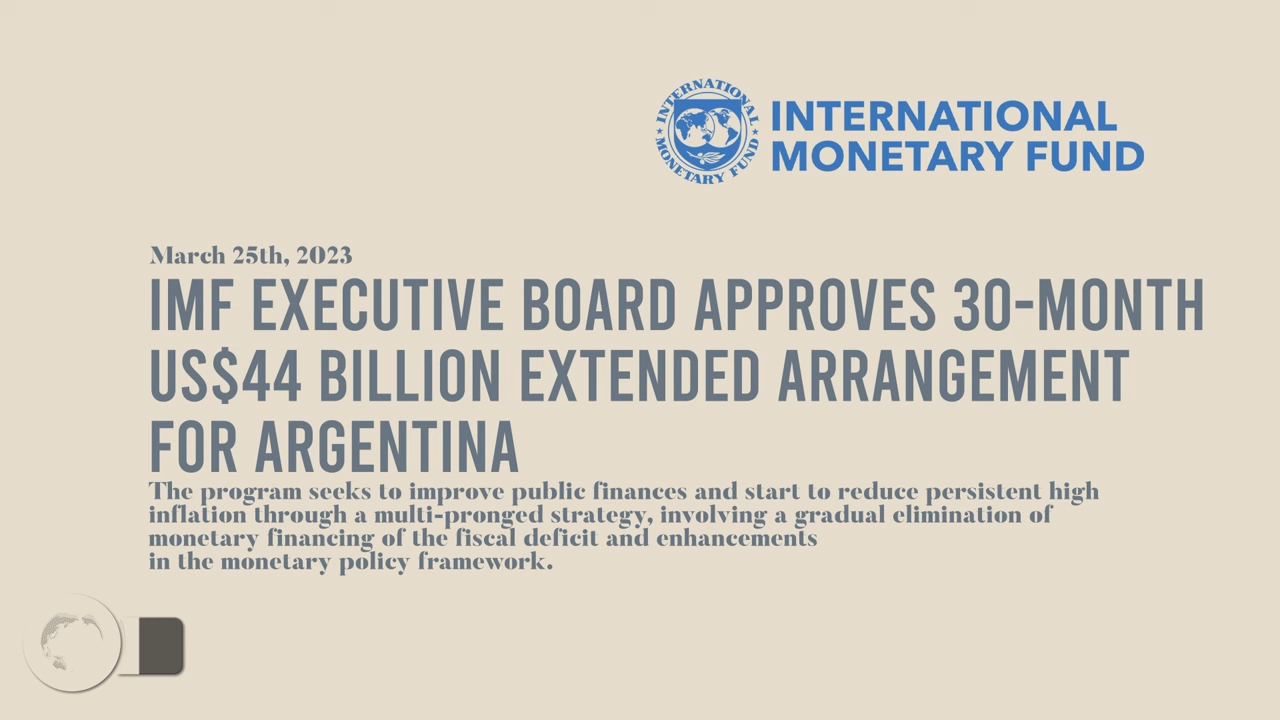 INTERNATIONAL
MONETARY FUND
INTERNATIONAL
MONETARY FUND
March 25th, 2023
IMF EXECUTIVE BOARD APPROVES 30-MONTH
US$44 BILLION EXTENDED ARRANGEMENT
FOR ARGENTINA
The program seeks to improve public finances and start to reduce persistent high
inflation through a multi-pronged strategy, involving a gradual elimination of
monetary financing of the fiscal deficit and enhancements
in the monetary policy framework.